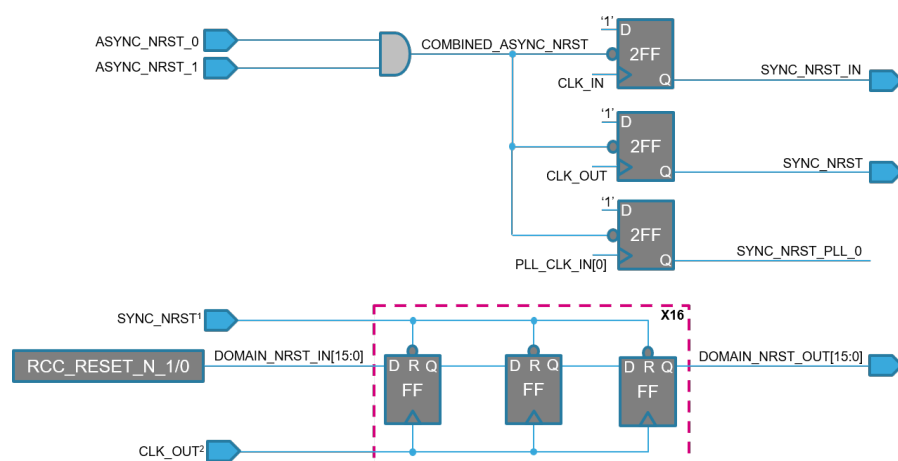 ASYNC_NRST_0
ASYNC_NRST_1
COMBINED_ASYNC_NRST
'1'
D
2FF
CLK_IN
Q
SYNC_NRST_IN
'1'
D
2FF
CLK_OUT
Q
SYNC_NRST
'1'
D
2FF
PLL_CLK_IN[0]
Q
SYNC_NRST_PLL_0
SYNC_NRST¹
X16
RCC_RESET_N_1/0
DOMAIN_NRST_IN[15:0]
D R Q
FF
D R Q
FF
D R Q
FF
DOMAIN_NRST_OUT[15:0]
CLK_OUT²